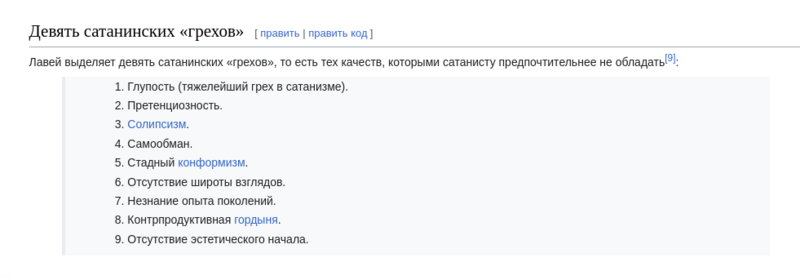 Девять сатанинских «грехов» [ править | править код ]
Лавей выделяет девять сатанинских «грехов», то есть тех качеств, которыми сатанисту предпочтительнее не обладать[9]:
1. Глупость (тяжелейший грех в сатанизме).
2. Претенциозность.
3. Солипсизм.
4. Самообман.
5. Стадный конформизм.
6. Отсутствие широты взглядов.
7. Незнание опыта поколений.
8. Контрпродуктивная гордыня.
9. Отсутствие эстетического начала.